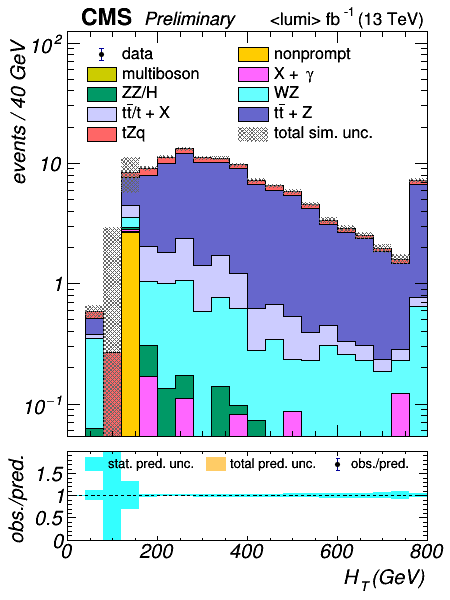 CMS Preliminary <lumi> fb⁻¹ (13 TeV)
events / 40 GeV
10²
10
1
10⁻¹
data
nonprompt
multiboson
X + γ
ZZ/H
WZ
tt̄/t + X
tt̄ + Z
tZq
total sim. unc.
obs./pred.
1.5
1
0.5
0
stat. pred. unc. total pred. unc. obs./pred.
0 200 400 600 800
H_T (GeV)